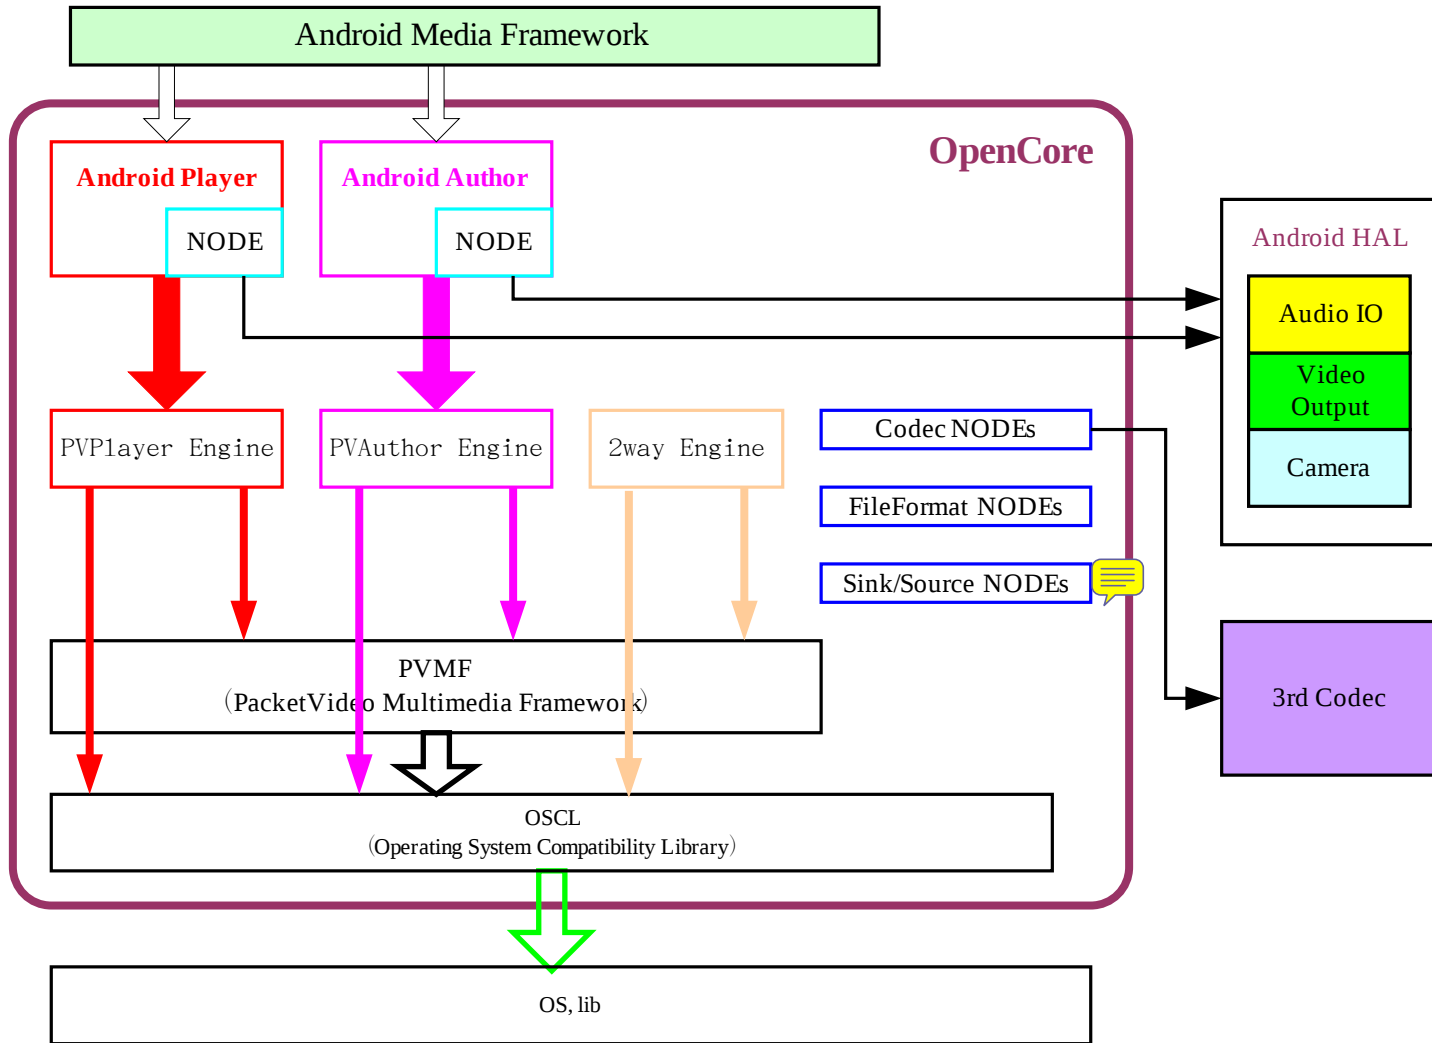 Android Media Framework
OpenCore
Android Player
Android Author
NODE
NODE
Android HAL
Audio IO
Video
Output
Camera
PVPlayer Engine
PVAuthor Engine
2way Engine
Codec NODEs
FileFormat NODEs
Sink/Source NODEs
PVMF
(PacketVideo Multimedia Framework)
3rd Codec
OSCL
(Operating System Compatibility Library)
OS, lib